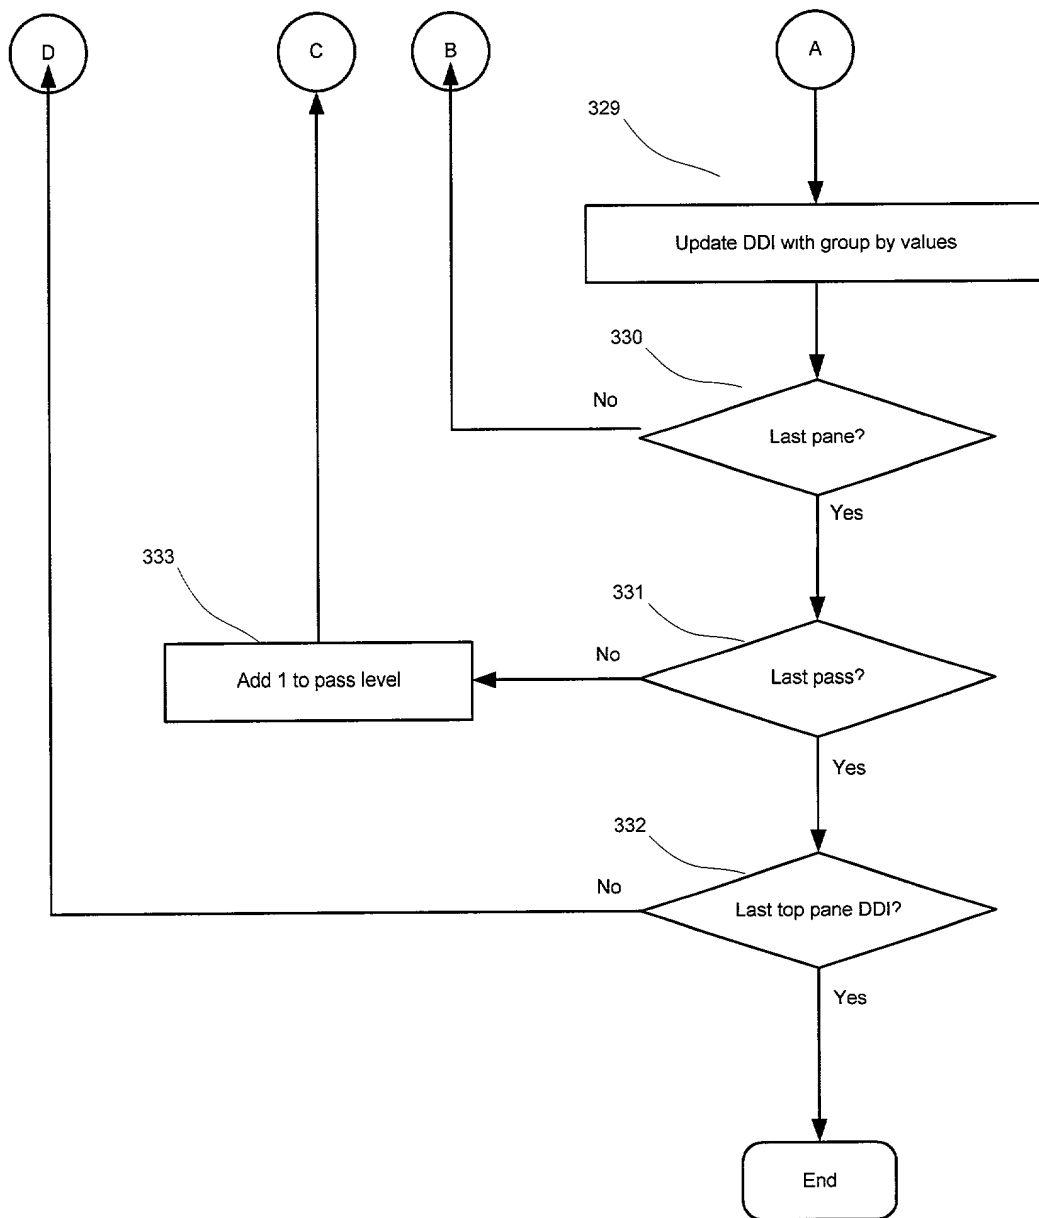 D
C
B
A
329
Update DDI with group by values
330
No
Last pane?
Yes
333
331
No
Add 1 to pass level
Last pass?
Yes
332
No
Last top pane DDI?
Yes
End